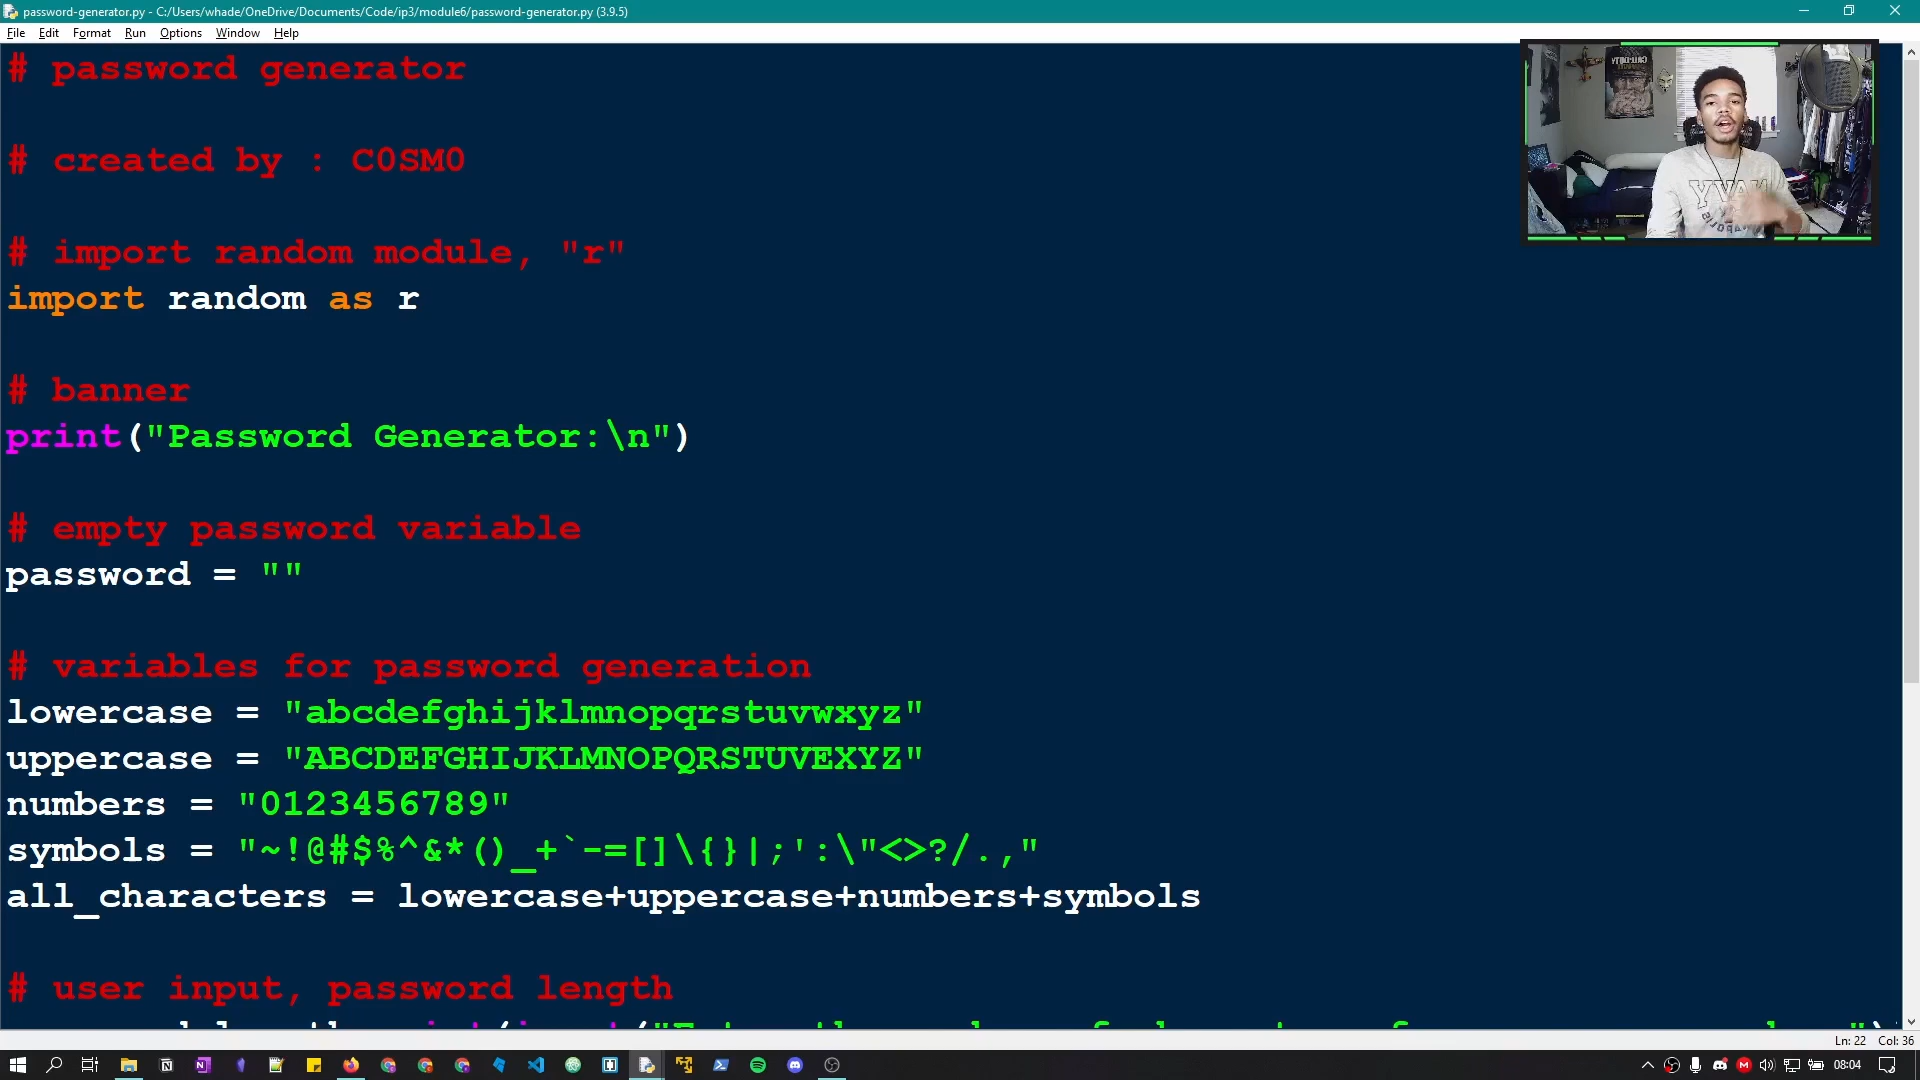 password-generator.py - C:/Users/whade/OneDrive/Documents/Code/ip3/module6/password-generator.py (3.9.5)
File Edit Format Run Options Window Help
# password generator
# created by : C0SM0
# import random module, "r"
import random as r
# banner
print("Password Generator:\n")
# empty password variable
password = ""
# variables for password generation
lowercase = "abcdefghijklmnopqrstuvwxyz"
uppercase = "ABCDEFGHIJKLMNOPQRSTUVEXYZ"
numbers = "0123456789"
symbols = "~!@#$%^&*()_+`-=[]\{}|;':\"<>?/.,"
all_characters = lowercase+uppercase+numbers+symbols
# user input, password length
Ln: 22 Col: 36
08:04